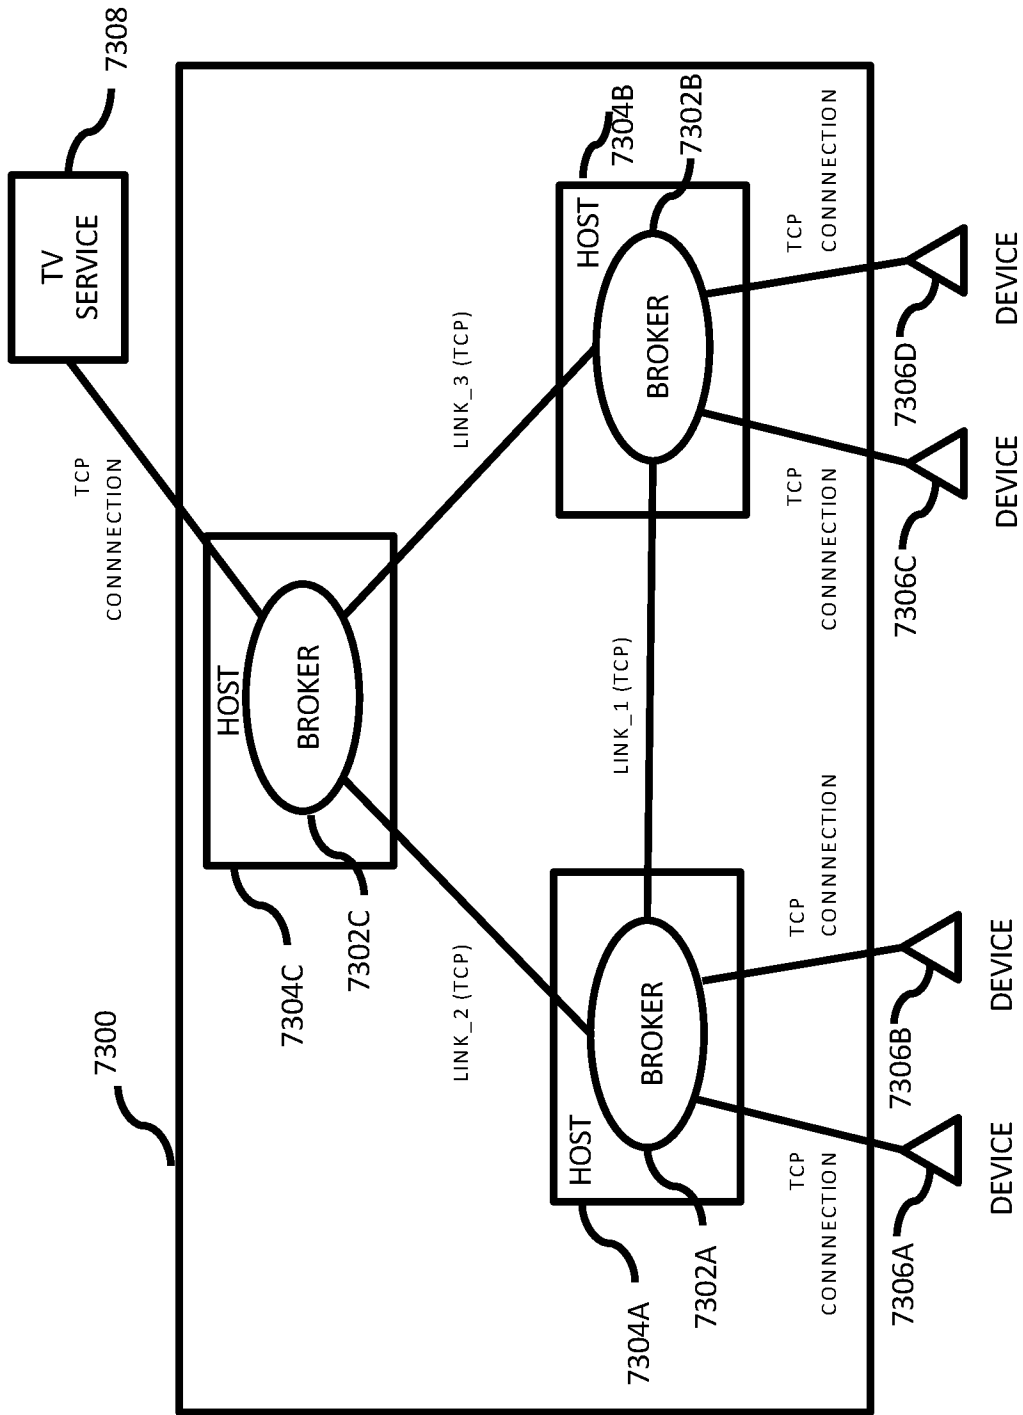 7300
7308
TV
SERVICE
TCP
CONNNECTION
HOST
BROKER
7304C
7302C
LINK_2 (TCP)
LINK_3 (TCP)
HOST
BROKER
7304A
7302A
LINK_1 (TCP)
HOST
BROKER
7304B
7302B
TCP
CONNNECTION
TCP
CONNNECTION
TCP
CONNNECTION
TCP
CONNNECTION
7306A
7306B
7306C
7306D
DEVICE
DEVICE
DEVICE
DEVICE